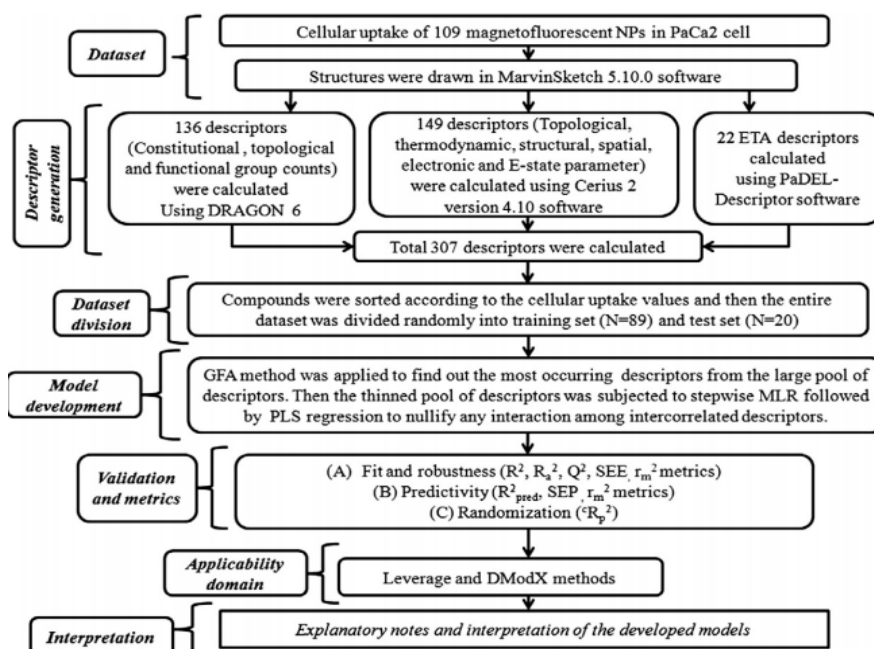 Dataset
Cellular uptake of 109 magnetofluorescent NPs in PaCa2 cell
Structures were drawn in MarvinSketch 5.10.0 software
Descriptor
generation
136 descriptors
(Constitutional , topological
and functional group counts)
were calculated
Using DRAGON 6
149 descriptors (Topological,
thermodynamic, structural, spatial,
electronic and E-state parameter)
were calculated using Cerius 2
version 4.10 software
22 ETA descriptors
calculated
using PaDEL-
Descriptor software
Total 307 descriptors were calculated
Dataset
division
Compounds were sorted according to the cellular uptake values and then the entire
dataset was divided randomly into training set (N=89) and test set (N=20)
Model
development
GFA method was applied to find out the most occurring descriptors from the large pool of
descriptors. Then the thinned pool of descriptors was subjected to stepwise MLR followed
by PLS regression to nullify any interaction among intercorrelated descriptors.
Validation
and metrics
(A) Fit and robustness (R², Rₐ², Q², SEE, rₘ² metrics)
(B) Predictivity (R²pred, SEP, rₘ² metrics)
(C) Randomization (ᶜRₚ²)
Applicability
domain
Leverage and DModX methods
Interpretation
Explanatory notes and interpretation of the developed models